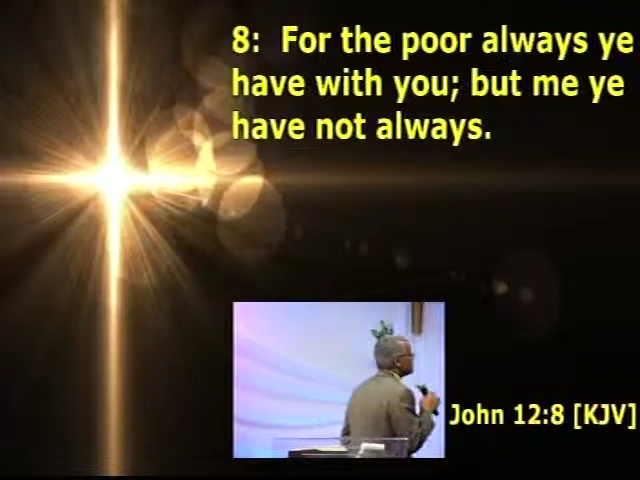 8:  For the poor always ye
have with you; but me ye
have not always.
John 12:8 [KJV]